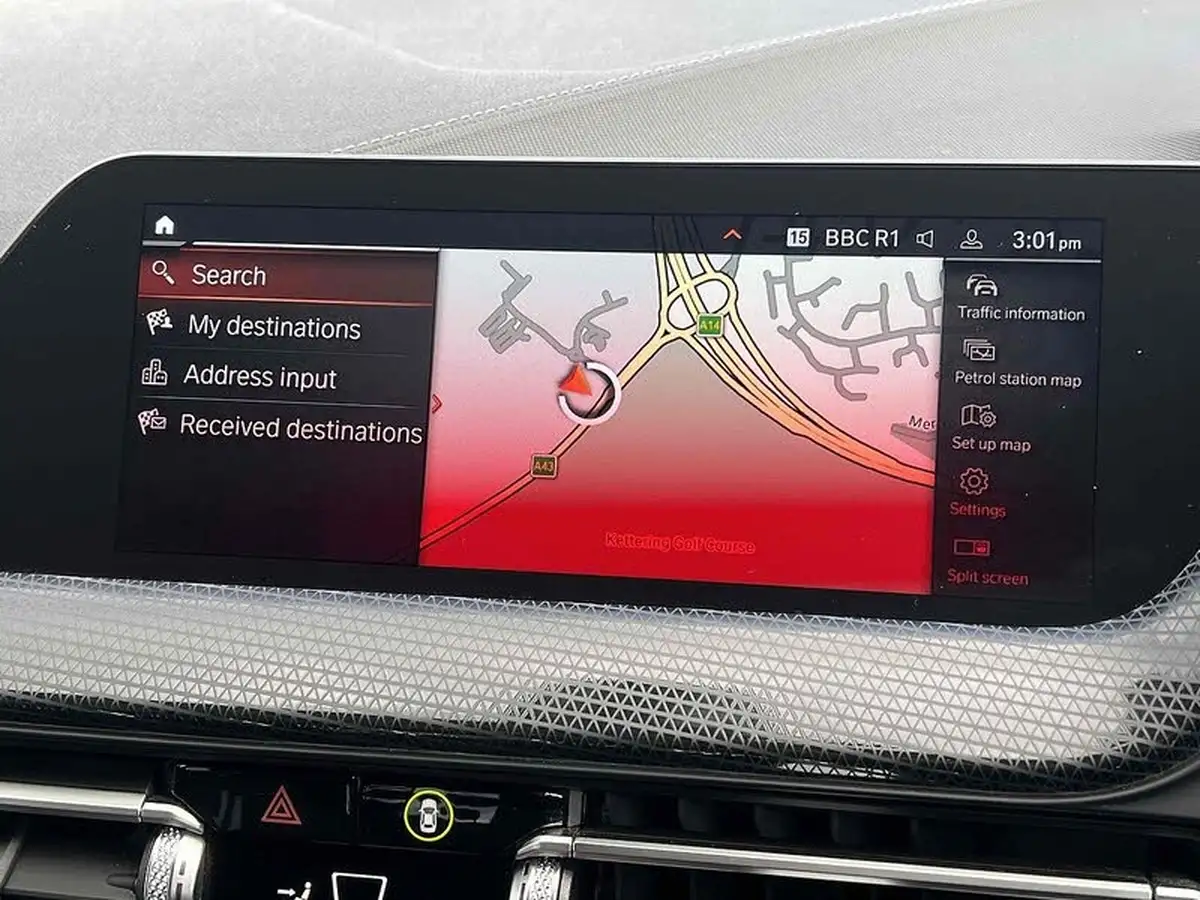 15 BBC R1 3:01pm
Search
My destinations
Address input
Received destinations
A14
A43
Met
Kettering Golf Course
Traffic information
Petrol station map
Set up map
Settings
Split screen